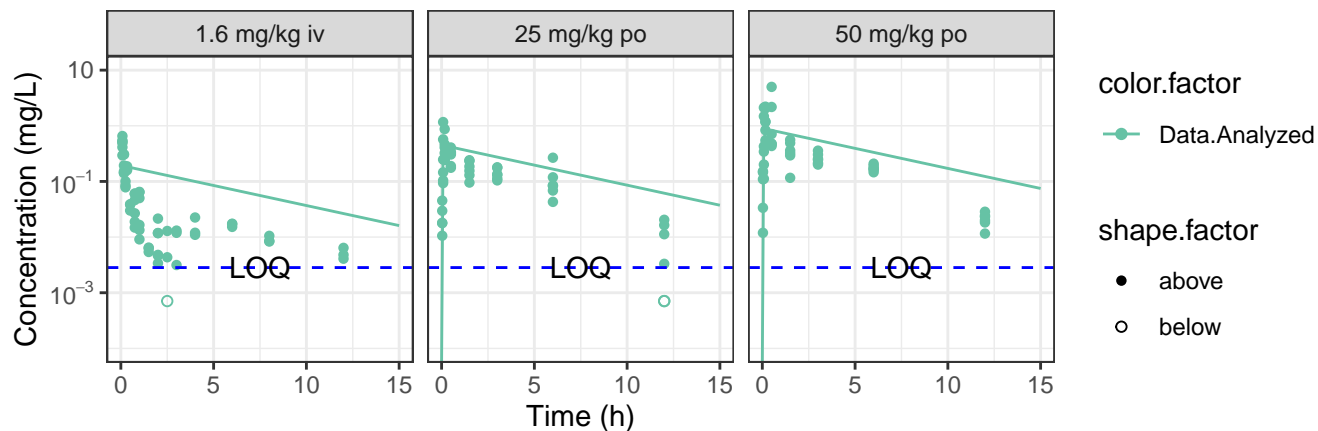 1.6 mg/kg iv
25 mg/kg po
50 mg/kg po
Concentration (mg/L)
10
10⁻¹
10⁻³
LOQ
LOQ
LOQ
0 5 10 15
0 5 10 15
0 5 10 15
Time (h)
color.factor
Data.Analyzed
shape.factor
above
below